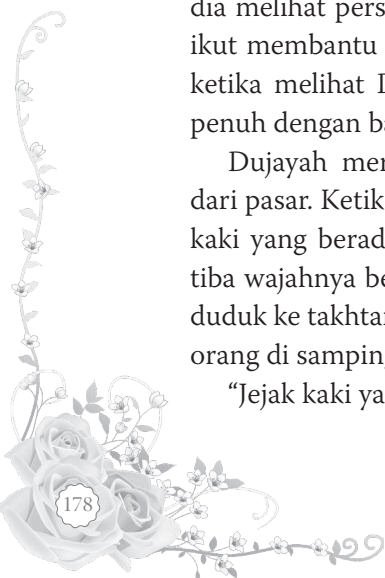 dia melihat
ikut membantu
ketika melihat
penuh dengan
Dujayah
dari pasar.
kaki yang
tiba wajahnya
duduk ke
orang di
“Jejak kaki
178